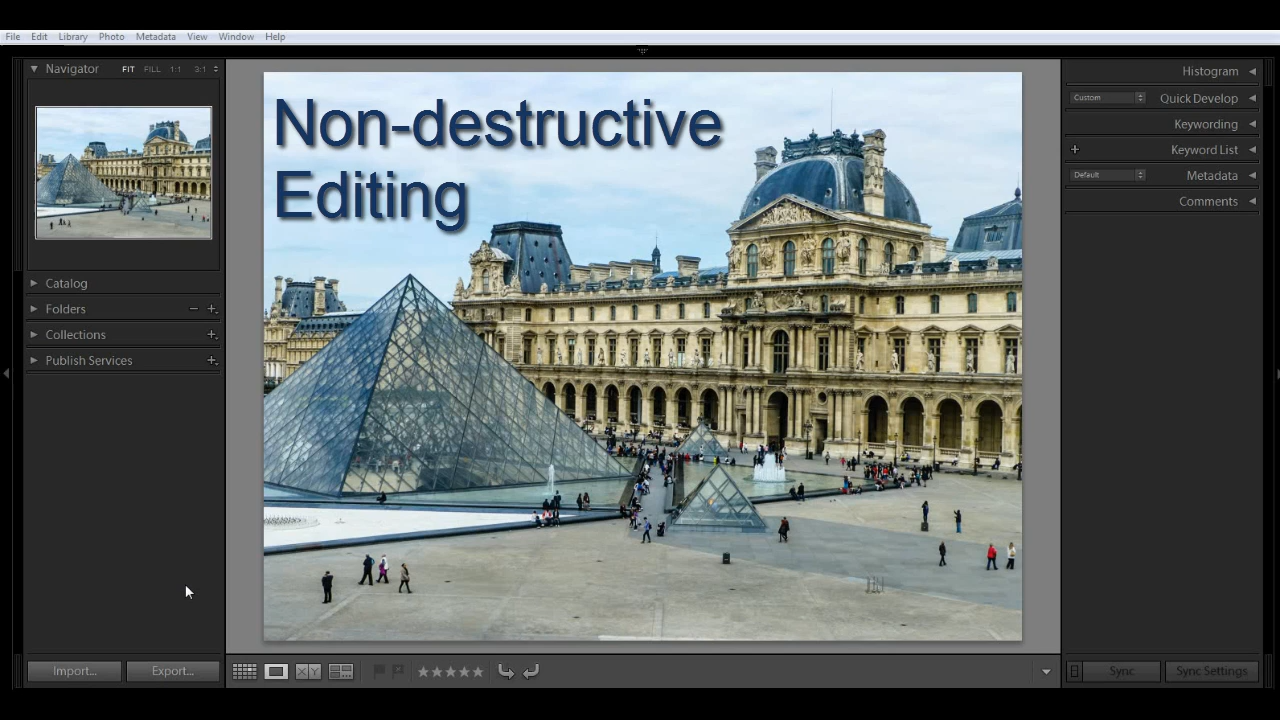 File Edit Library Photo Metadata View Window Help
Navigator FIT FILL 1:1 3:1
Catalog
Folders
Collections
Publish Services
Import... Export...
Non-destructive
Editing
XY
Histogram
Custom Quick Develop
Keywording
Keyword List
Default Metadata
Comments
Sync Sync Settings